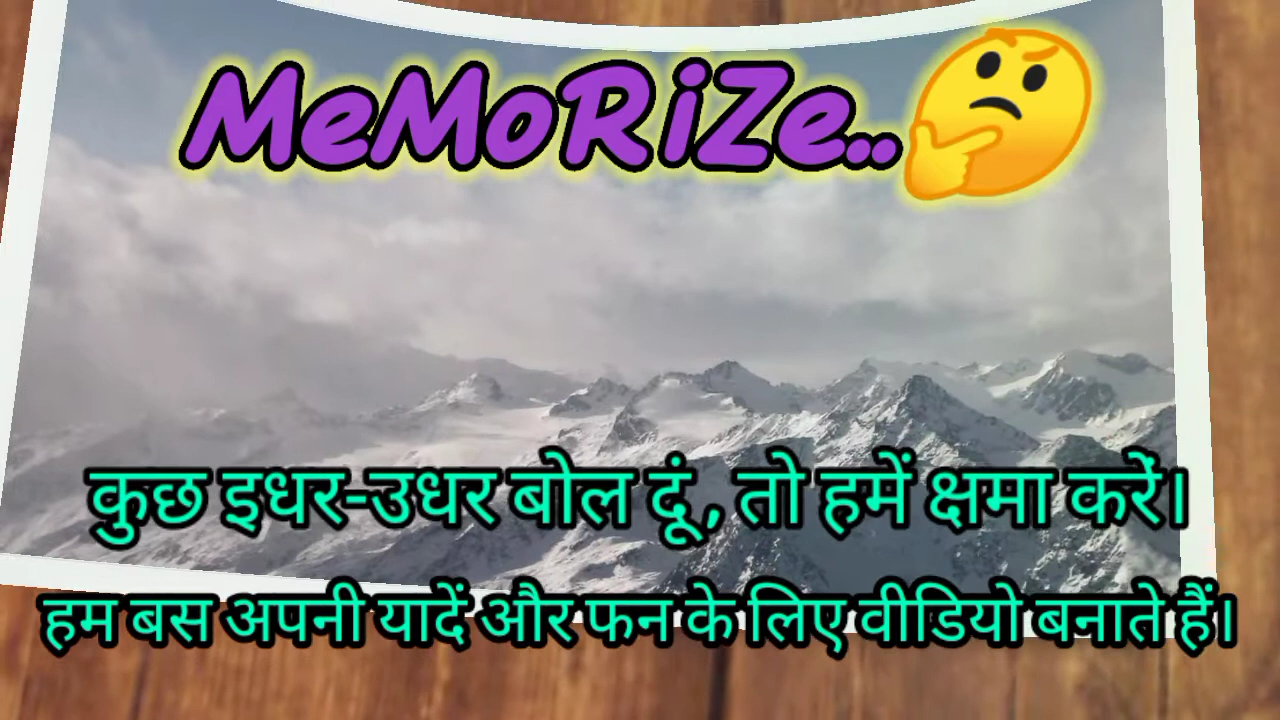 MeMoRiZe..🤔
कुछ इधर-उधर बोल दूं, तो हमें क्षमा करें।
हम बस अपनी यादें और फन के लिए वीडियो बनाते हैं।